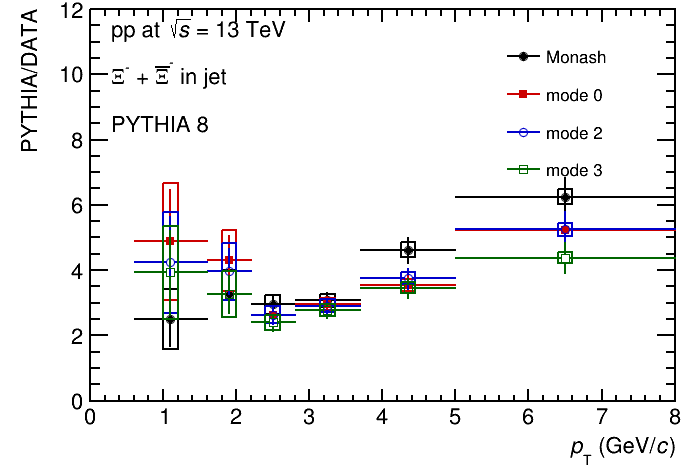 PYTHIA/DATA
12
10
8
6
4
2
0
pp at √s = 13 TeV
Ξ⁻ + Ξ̅⁻ in jet
PYTHIA 8
Monash
mode 0
mode 2
mode 3
0 1 2 3 4 5 6 7 8
p_T (GeV/c)